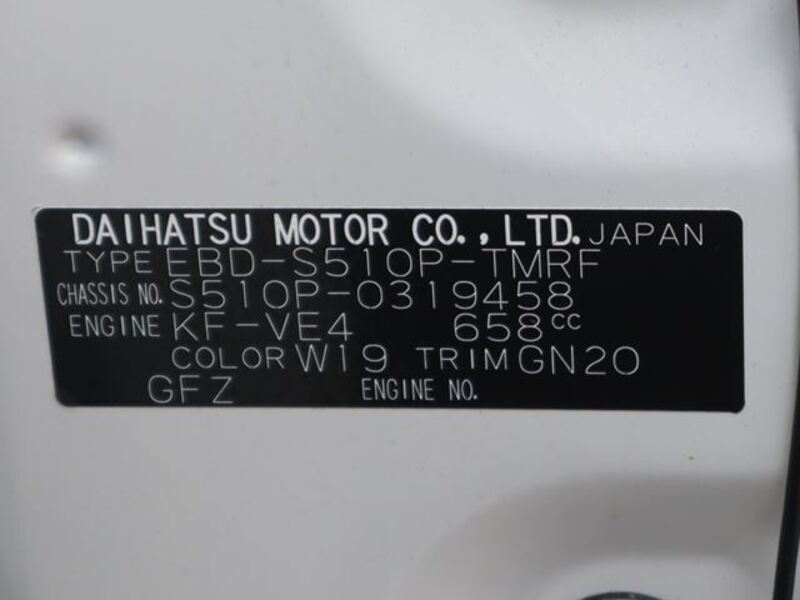 DAIHATSU MOTOR CO., LTD. JAPAN
TYPE EBD-S510P-TMRF
CHASSIS NO. S510P-0319458
ENGINE KF-VE4 658cc
COLOR W19 TRIM GN20
GFZ ENGINE NO.